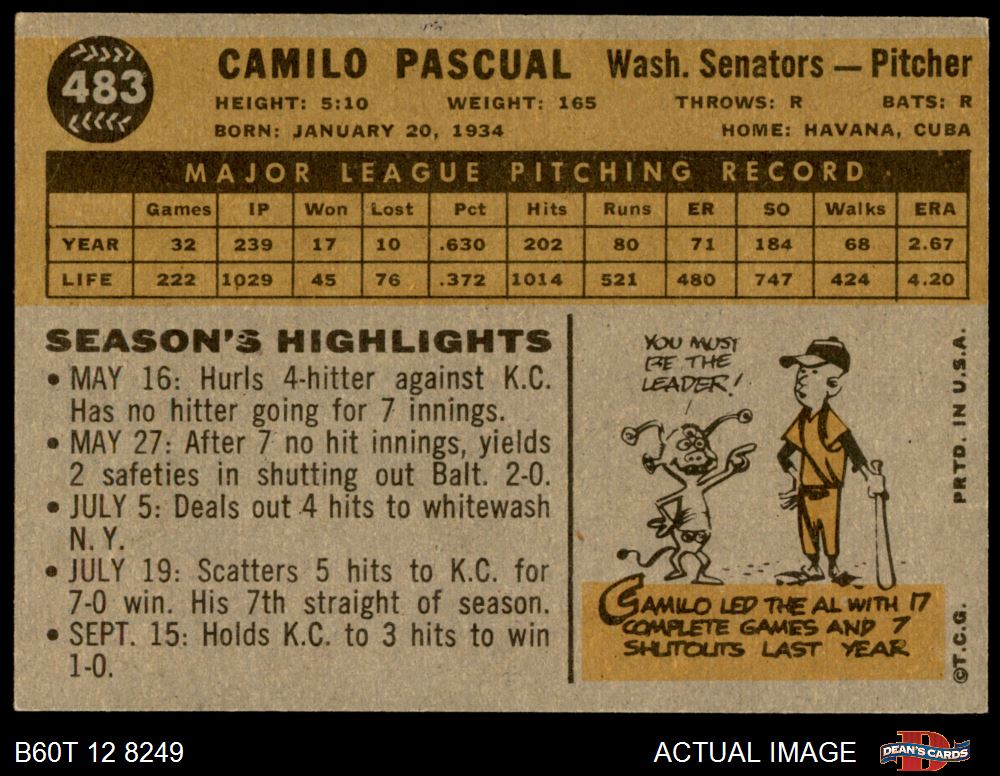 483
CAMILO PASCUAL Wash. Senators — Pitcher
HEIGHT: 5:10 WEIGHT: 165 THROWS: R BATS: R
BORN: JANUARY 20, 1934 HOME: HAVANA, CUBA
MAJOR LEAGUE PITCHING RECORD
Games IP Won Lost Pct Hits Runs ER SO Walks ERA
YEAR 32 239 17 10 .630 202 80 71 184 68 2.67
LIFE 222 1029 45 76 .372 1014 521 480 747 424 4.20
SEASON'S HIGHLIGHTS
• MAY 16: Hurls 4-hitter against K.C.
Has no hitter going for 7 innings.
• MAY 27: After 7 no hit innings, yields
2 safeties in shutting out Balt. 2-0.
• JULY 5: Deals out 4 hits to whitewash
N. Y.
• JULY 19: Scatters 5 hits to K.C. for
7-0 win. His 7th straight of season.
• SEPT. 15: Holds K.C. to 3 hits to win
1-0.
YOU MUST
BE THE
LEADER!
CAMILO LED THE AL WITH 17
COMPLETE GAMES AND 7
SHUTOUTS LAST YEAR
©T.C.G. PRTD. IN U.S.A.
B60T 12 8249 ACTUAL IMAGE
D
DEAN'S CARDS